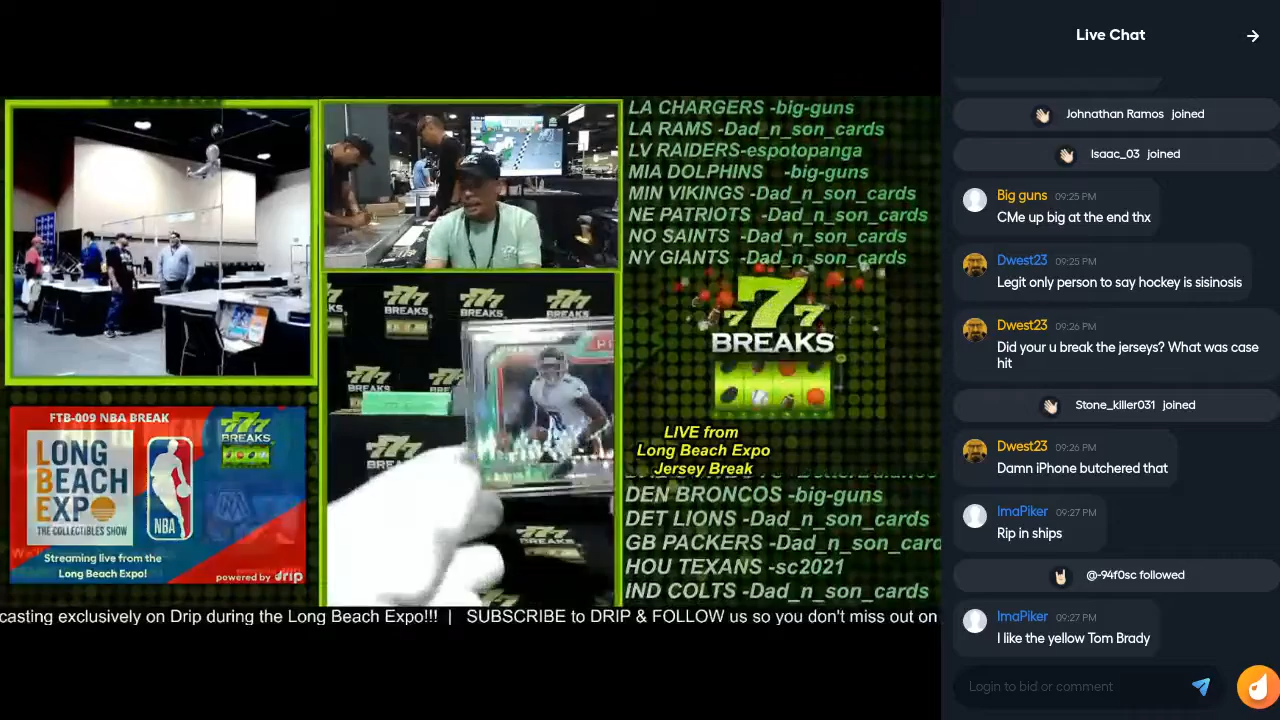 LA CHARGERS -big-guns
LA RAMS -Dad_n_son_cards
LV RAIDERS-espotopanga
MIA DOLPHINS -big-guns
MIN VIKINGS -Dad_n_son_cards
NE PATRIOTS -Dad_n_son_cards
NO SAINTS -Dad_n_son_cards
NY GIANTS -Dad_n_son_cards
777
BREAKS
LIVE from
Long Beach Expo
Jersey Break
DEN BRONCOS -big-guns
DET LIONS -Dad_n_son_cards
GB PACKERS -Dad_n_son_card
HOU TEXANS -sc2021
IND COLTS -Dad_n_son_cards
777
BREAKS
BREAKS
BREAKS
FTB-009 NBA BREAK
LONG
BEACH
EXPO
THE COLLECTIBLES SHOW
NBA
777
BREAKS
Streaming live from the
Long Beach Expo!
powered by drip
casting exclusively on Drip during the Long Beach Expo!!! | SUBSCRIBE to DRIP & FOLLOW us so you don't miss out on
Live Chat
Johnathan Ramos joined
Isaac_03 joined
Big guns 09:25 PM
CMe up big at the end thx
Dwest23 09:25 PM
Legit only person to say hockey is sisinosis
Dwest23 09:26 PM
Did your u break the jerseys? What was case
hit
Stone_killer031 joined
Dwest23 09:26 PM
Damn iPhone butchered that
ImaPiker 09:27 PM
Rip in ships
@-94f0sc followed
ImaPiker 09:27 PM
I like the yellow Tom Brady
Login to bid or comment